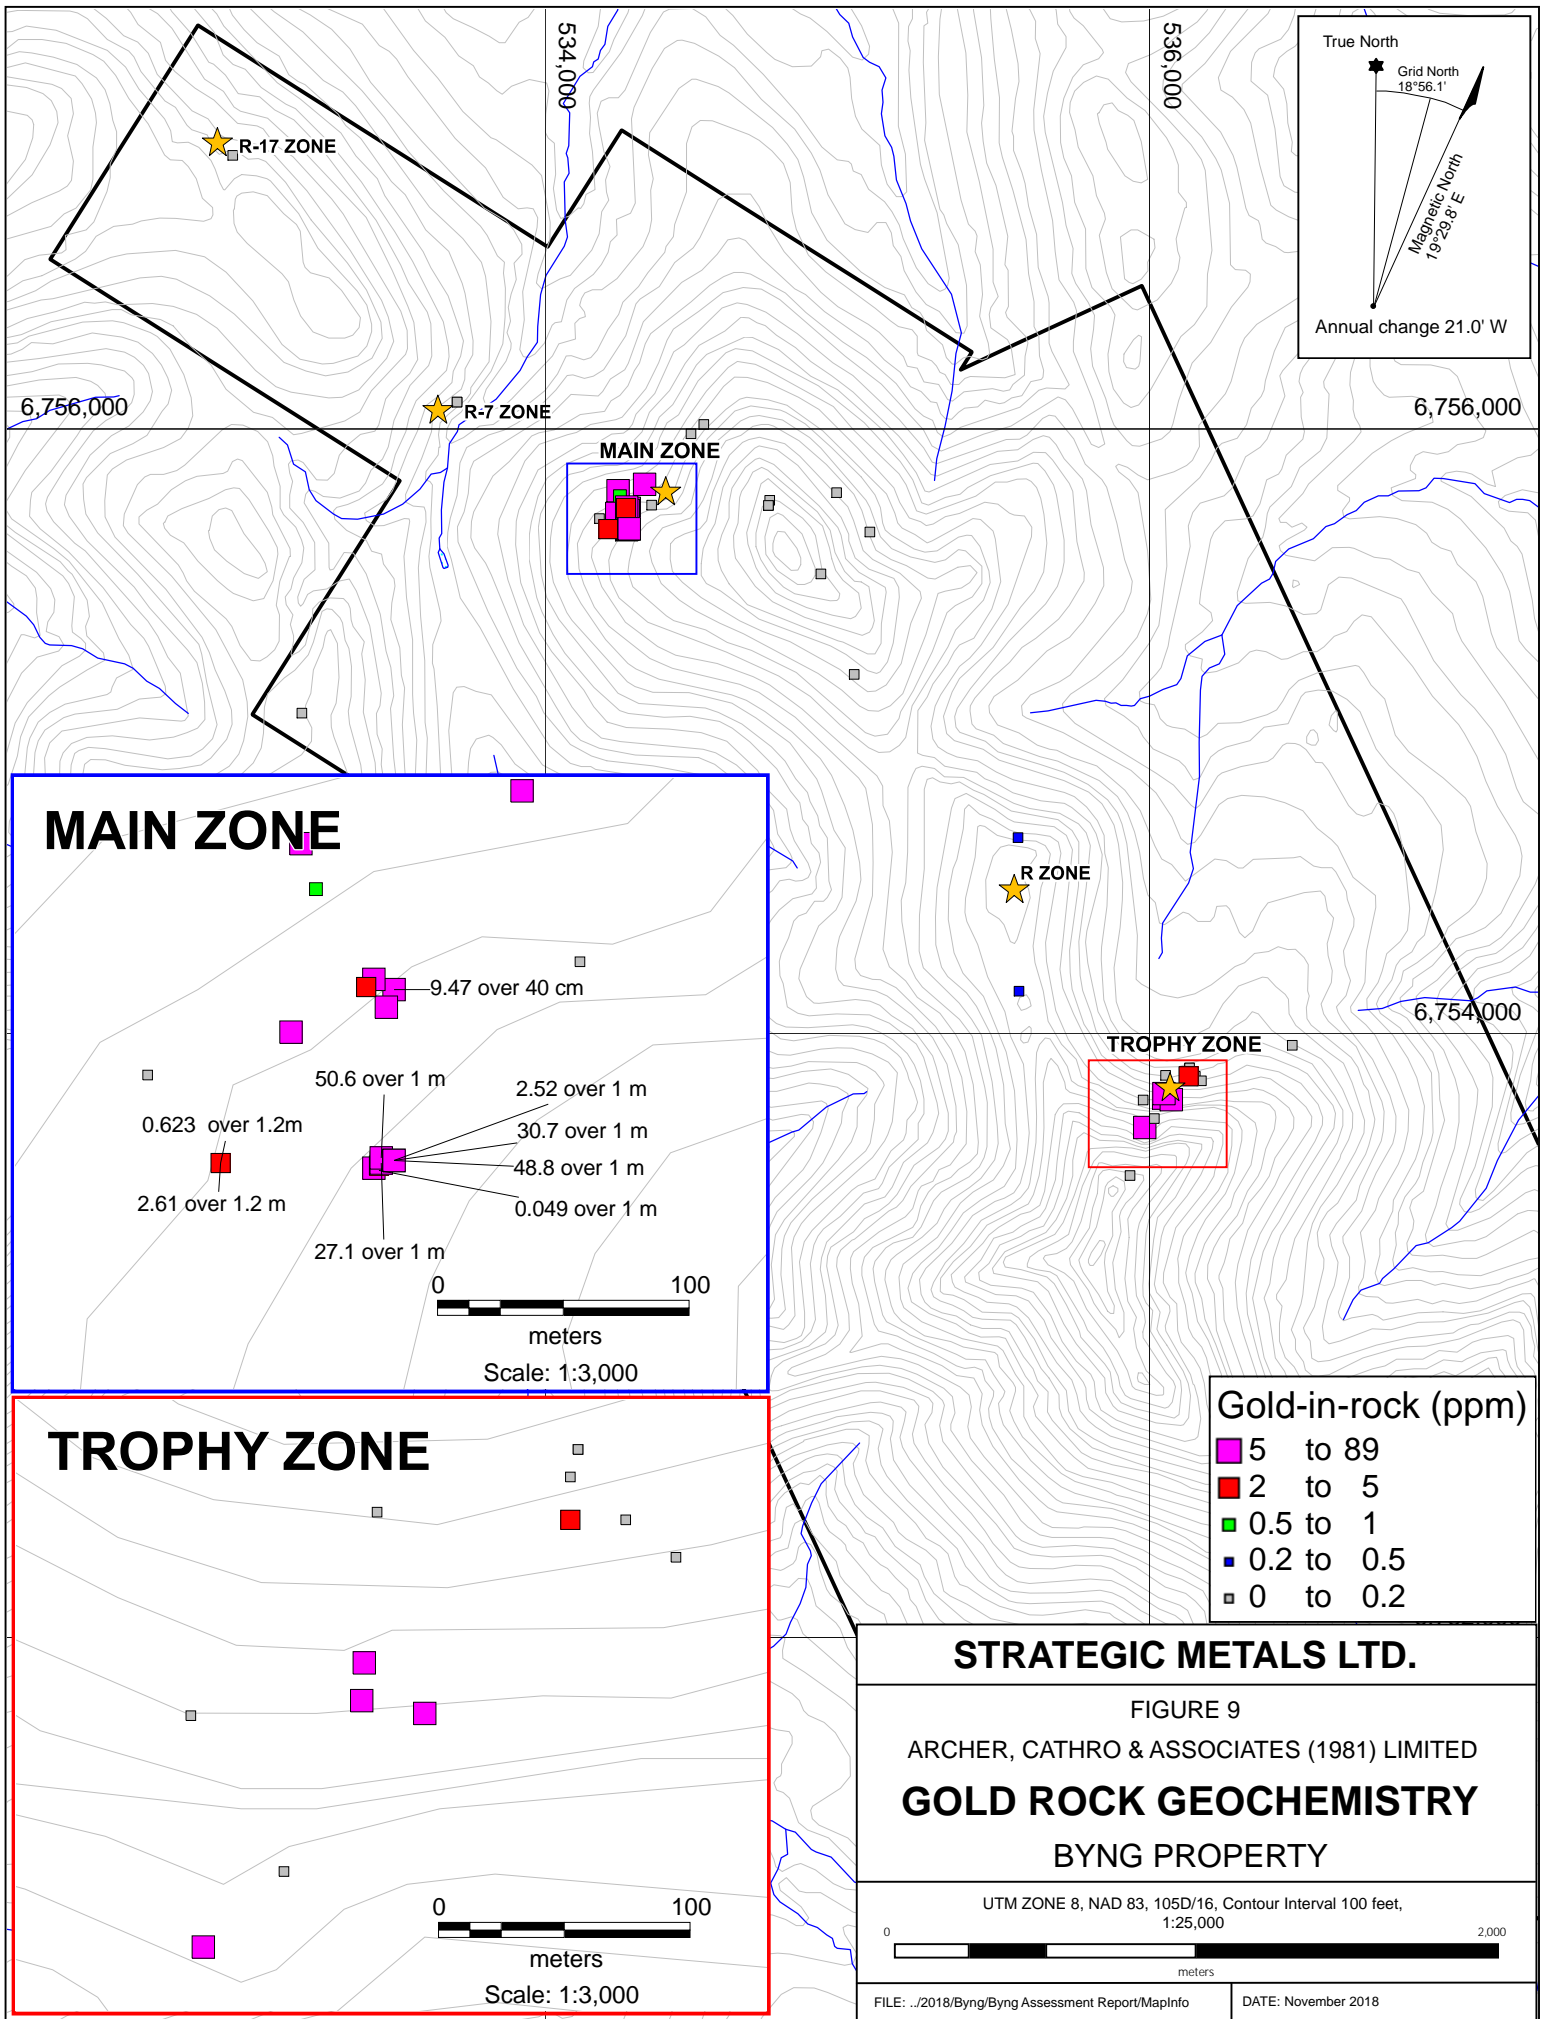 534,000
536,000
True North
Grid North
18°56.1'
Magnetic North
19°29.8' E
Annual change 21.0' W
R-17 ZONE
6,756,000
R-7 ZONE
6,756,000
MAIN ZONE
R ZONE
6,754,000
TROPHY ZONE
MAIN ZONE
9.47 over 40 cm
50.6 over 1 m
2.52 over 1 m
0.623 over 1.2m
30.7 over 1 m
48.8 over 1 m
2.61 over 1.2 m
0.049 over 1 m
27.1 over 1 m
0 100
meters
Scale: 1:3,000
TROPHY ZONE
0 100
meters
Scale: 1:3,000
Gold-in-rock (ppm)
5 to 89
2 to 5
0.5 to 1
0.2 to 0.5
0 to 0.2
STRATEGIC METALS LTD.
FIGURE 9
ARCHER, CATHRO & ASSOCIATES (1981) LIMITED
GOLD ROCK GEOCHEMISTRY
BYNG PROPERTY
UTM ZONE 8, NAD 83, 105D/16, Contour Interval 100 feet,
1:25,000
0 2,000
meters
FILE: ../2018/Byng/Byng Assessment Report/MapInfo
DATE: November 2018